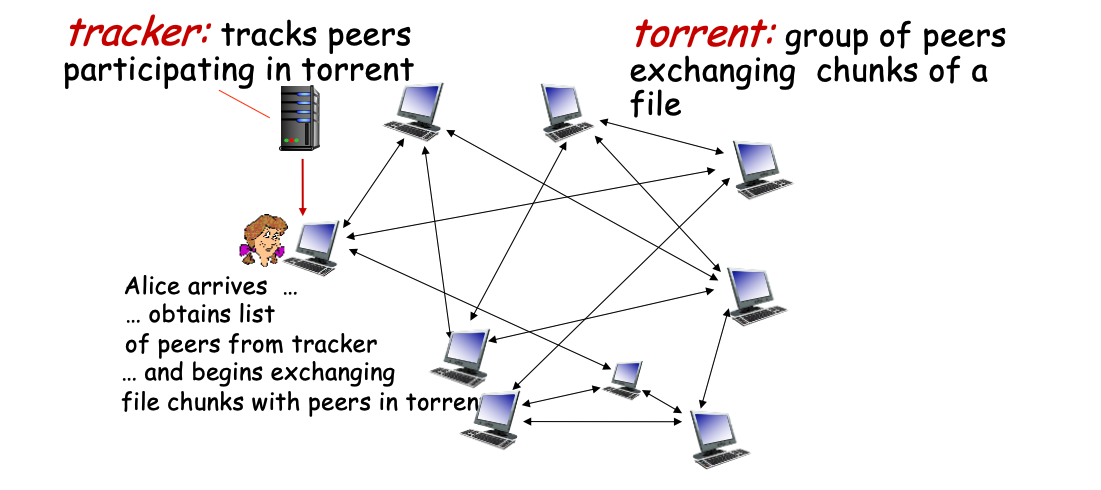 tracker: tracks peers
participating in torrent
torrent: group of peers
exchanging chunks of a
file
Alice arrives …
… obtains list
of peers from tracker
… and begins exchanging
file chunks with peers in torren